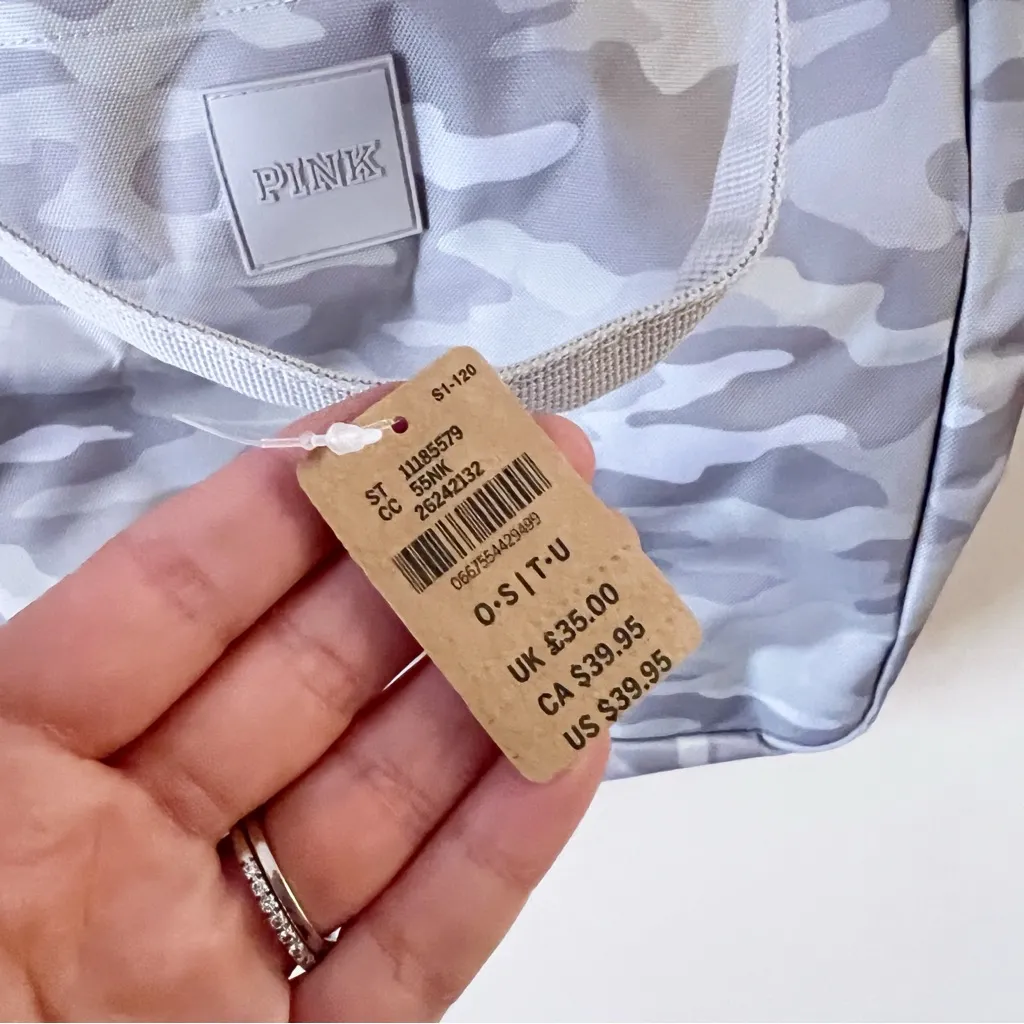 PINK
S1-120
ST 11185579
CC 55NK
26242132
0667554429499
O•S | T•U
UK £35.00
CA $39.95
US $39.95